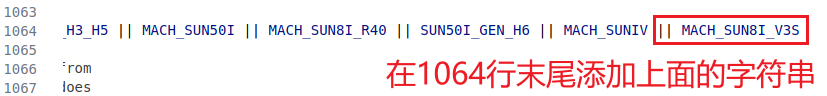 1063
1064 _H3_H5 || MACH_SUN50I || MACH_SUN8I_R40 || SUN50I_GEN_H6 || MACH_SUNIV || MACH_SUN8I_V3S
1065
1066 from
1067 does
在1064行末尾添加上面的字符串